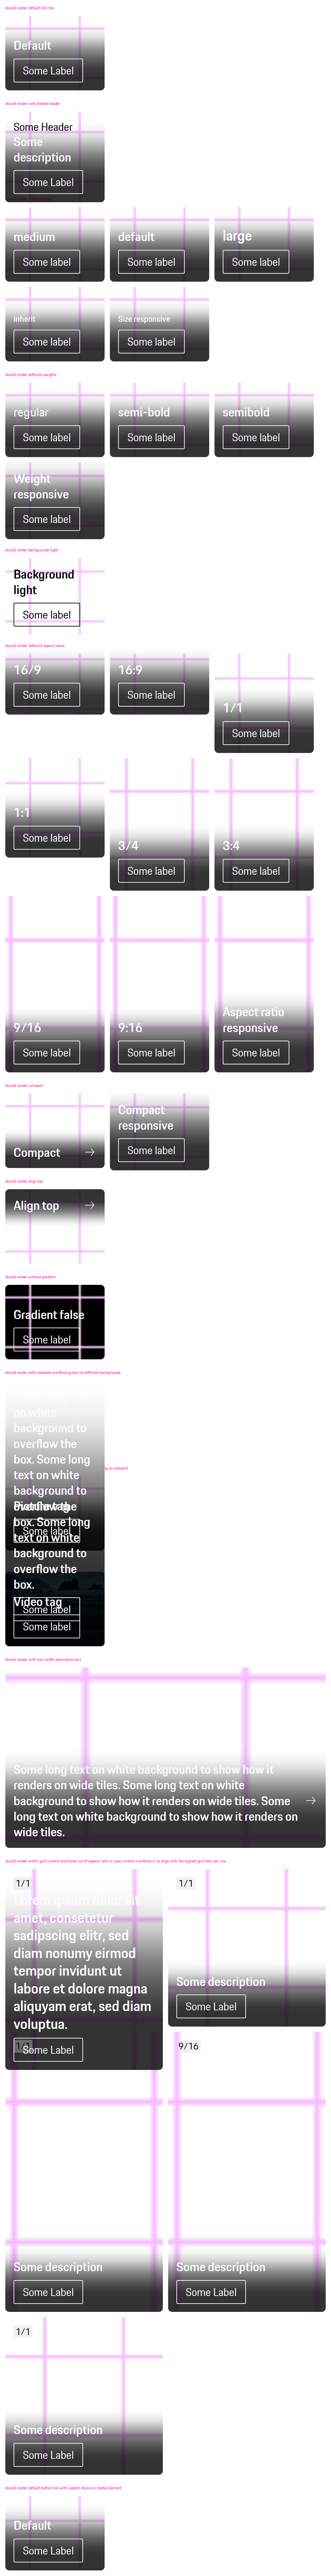 should render default link-tile
Default
Some Label
should render with slotted header
Some Header
Some
description
Some Label
medium
Some label
default
Some label
large
Some label
inherit
Some label
Size responsive
Some label
should render different weights
regular
Some label
semi-bold
Some label
semibold
Some label
Weight
responsive
Some label
should render background=light
Background
light
Some label
should render different aspect ratios
16/9
Some label
16:9
Some label
1/1
Some label
1:1
Some label
3/4
Some label
3:4
Some label
9/16
Some label
9:16
Some label
Aspect ratio
responsive
Some label
should render compact
Compact
Compact
responsive
Some label
should render align top
Align top
should render without gradient
Gradient false
Some label
should render with readable overflowing text on different backgrounds
on white
background to
overflow the
box. Some long
text on white
background to
overflow the
Picture tag
box. Some long
Some label
text on white
background to
overflow the
box.
Video tag
Some label
Some label
should render with max width description text
Some long text on white background to show how it
renders on wide tiles. Some long text on white
background to show how it renders on wide tiles. Some
long text on white background to show how it renders on
wide tiles.
should render within grid context and break out of aspect ratio in case content overflows or to align with the highest grid item per row
1/1
Lorem ipsum dolor sit
amet, consetetur
sadipscing elitr, sed
diam nonumy eirmod
tempor invidunt ut
labore et dolore magna
aliquyam erat, sed diam
voluptua.
Some Label
1/1
Some description
Some Label
Some description
Some Label
9/16
Some description
Some Label
1/1
Some description
Some Label
should render default button-tile with custom styles on media element
Default
Some Label